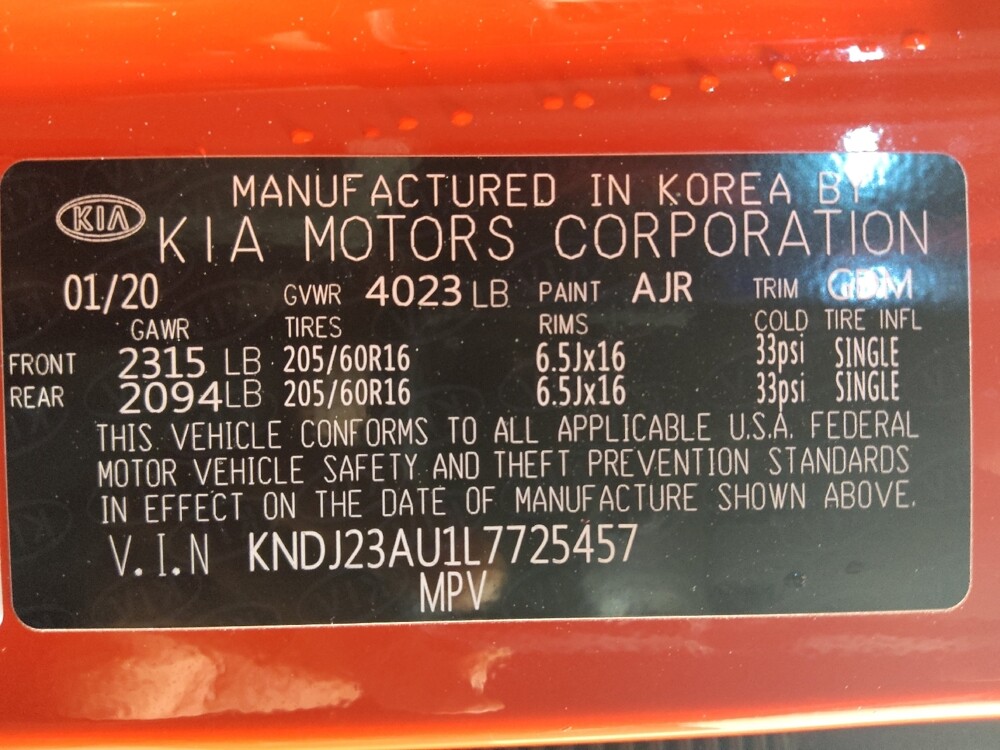 MANUFACTURED IN KOREA BY
KIA KIA MOTORS CORPORATION
01/20 GVWR 4023 LB PAINT AJR TRIM
GAWR TIRES RIMS COLD TIRE INFL
FRONT 2315 LB 205/60R16 6.5Jx16 33psi SINGLE
REAR 2094 LB 205/60R16 6.5Jx16 33psi SINGLE
THIS VEHICLE CONFORMS TO ALL APPLICABLE U.S.A. FEDERAL
MOTOR VEHICLE SAFETY AND THEFT PREVENTION STANDARDS
IN EFFECT ON THE DATE OF MANUFACTURE SHOWN ABOVE.
V.I.N KNDJ23AU1L7725457
MPV